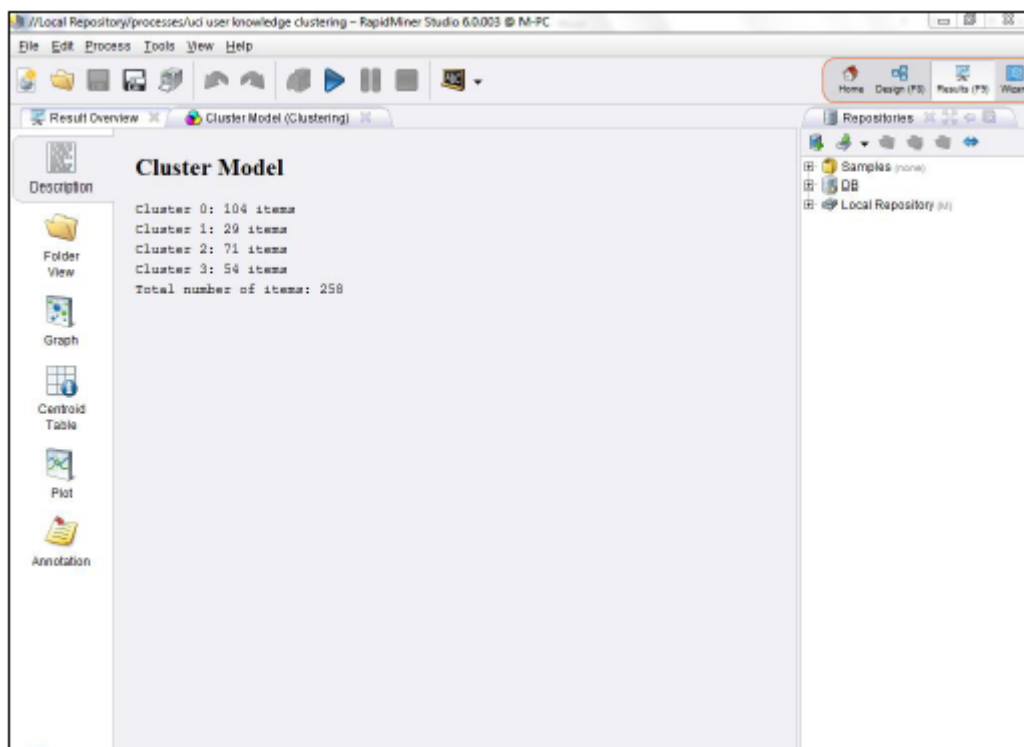 //Local Repository/processes/uci user knowledge clustering – RapidMiner Studio 6.0.003 @ M-PC
File Edit Process Tools View Help
Home Design (F8) Results (F9)
Result Overview Cluster Model (Clustering) Repositories
Description
Cluster Model
Cluster 0: 104 items
Cluster 1: 29 items
Cluster 2: 71 items
Cluster 3: 54 items
Total number of items: 258
Samples (none)
DB
Local Repository (M)
Folder
View
Graph
Centroid
Table
Plot
Annotation